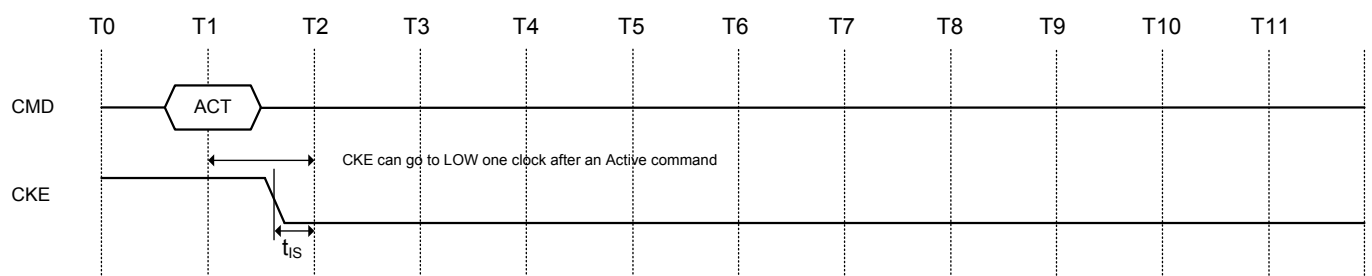 T0 T1 T2 T3 T4 T5 T6 T7 T8 T9 T10 T11
CMD ACT
CKE can go to LOW one clock after an Active command
CKE
tIS